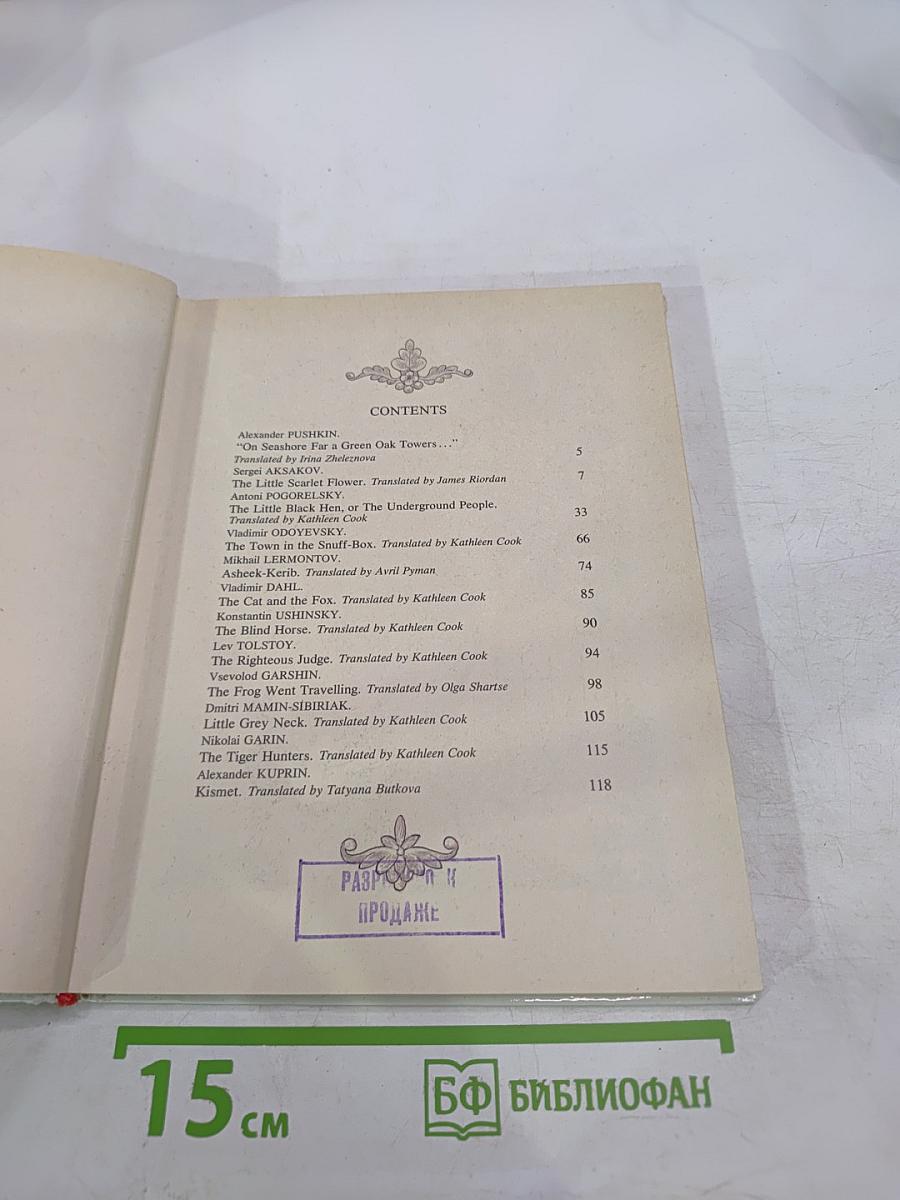 CONTENTS
Alexander PUSHKIN.
"On Seashore Far a Green Oak Towers..."
Translated by Irina Zheleznova 5
Sergei AKSAKOV.
The Little Scarlet Flower. Translated by James Riordan 7
Antoni POGORELSKY.
The Little Black Hen, or The Underground People.
Translated by Kathleen Cook 33
Vladimir ODOYEVSKY.
The Town in the Snuff-Box. Translated by Kathleen Cook 66
Mikhail LERMONTOV.
Asheek-Kerib. Translated by Avril Pyman 74
Vladimir DAHL.
The Cat and the Fox. Translated by Kathleen Cook 85
Konstantin USHINSKY.
The Blind Horse. Translated by Kathleen Cook 90
Lev TOLSTOY.
The Righteous Judge. Translated by Kathleen Cook 94
Vsevolod GARSHIN.
The Frog Went Travelling. Translated by Olga Shartse 98
Dmitri MAMIN-SIBIRIAK.
Little Grey Neck. Translated by Kathleen Cook 105
Nikolai GARIN.
The Tiger Hunters. Translated by Kathleen Cook 115
Alexander KUPRIN.
Kismet. Translated by Tatyana Butkova 118
К
ПРОДАЖЕ
15 см
БФ БИБЛИОФАН